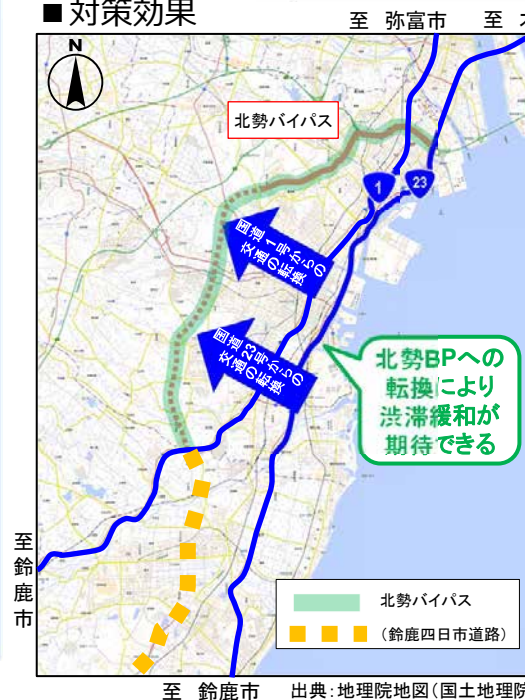 ■ 対策効果
至 弥富市
至
N
北勢バイパス
1
23
国道1号からの
交通の転換
国道23号からの
交通の転換
北勢BPへの
転換により
渋滞緩和が
期待できる
至鈴鹿市
北勢バイパス
(鈴鹿四日市道路)
至 鈴鹿市
出典:地理院地図(国土地理院